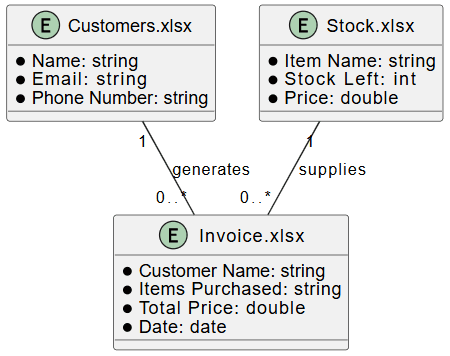 E Customers.xlsx
Name: string
Email: string
Phone Number: string
E Stock.xlsx
Item Name: string
Stock Left: int
Price: double
1
1
generates
supplies
0..*
0..*
E Invoice.xlsx
Customer Name: string
Items Purchased: string
Total Price: double
Date: date